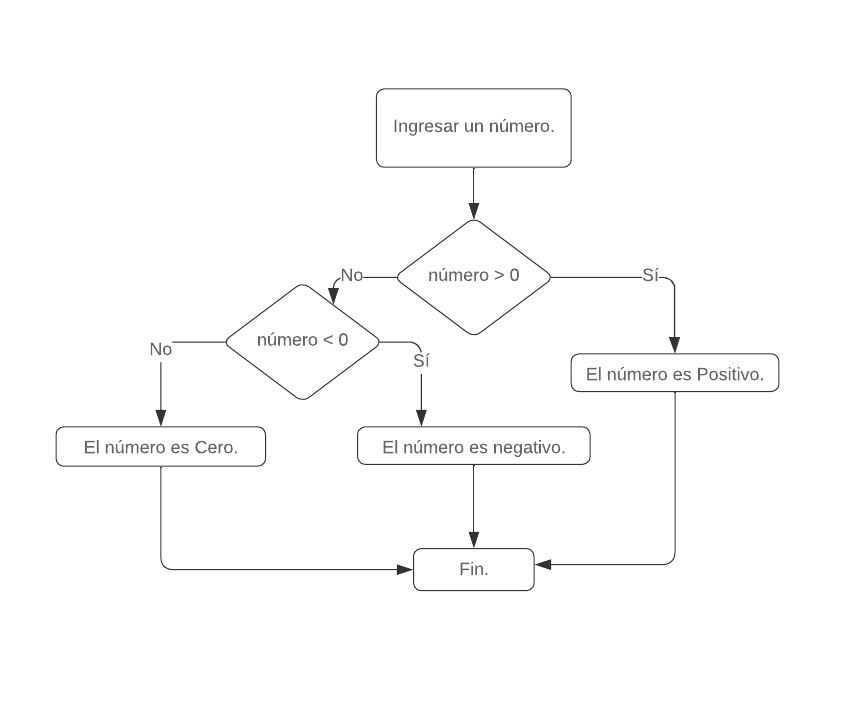 Ingresar un número.
número > 0
No
Sí
número < 0
No
Sí
El número es Positivo.
El número es Cero.
El número es negativo.
Fin.